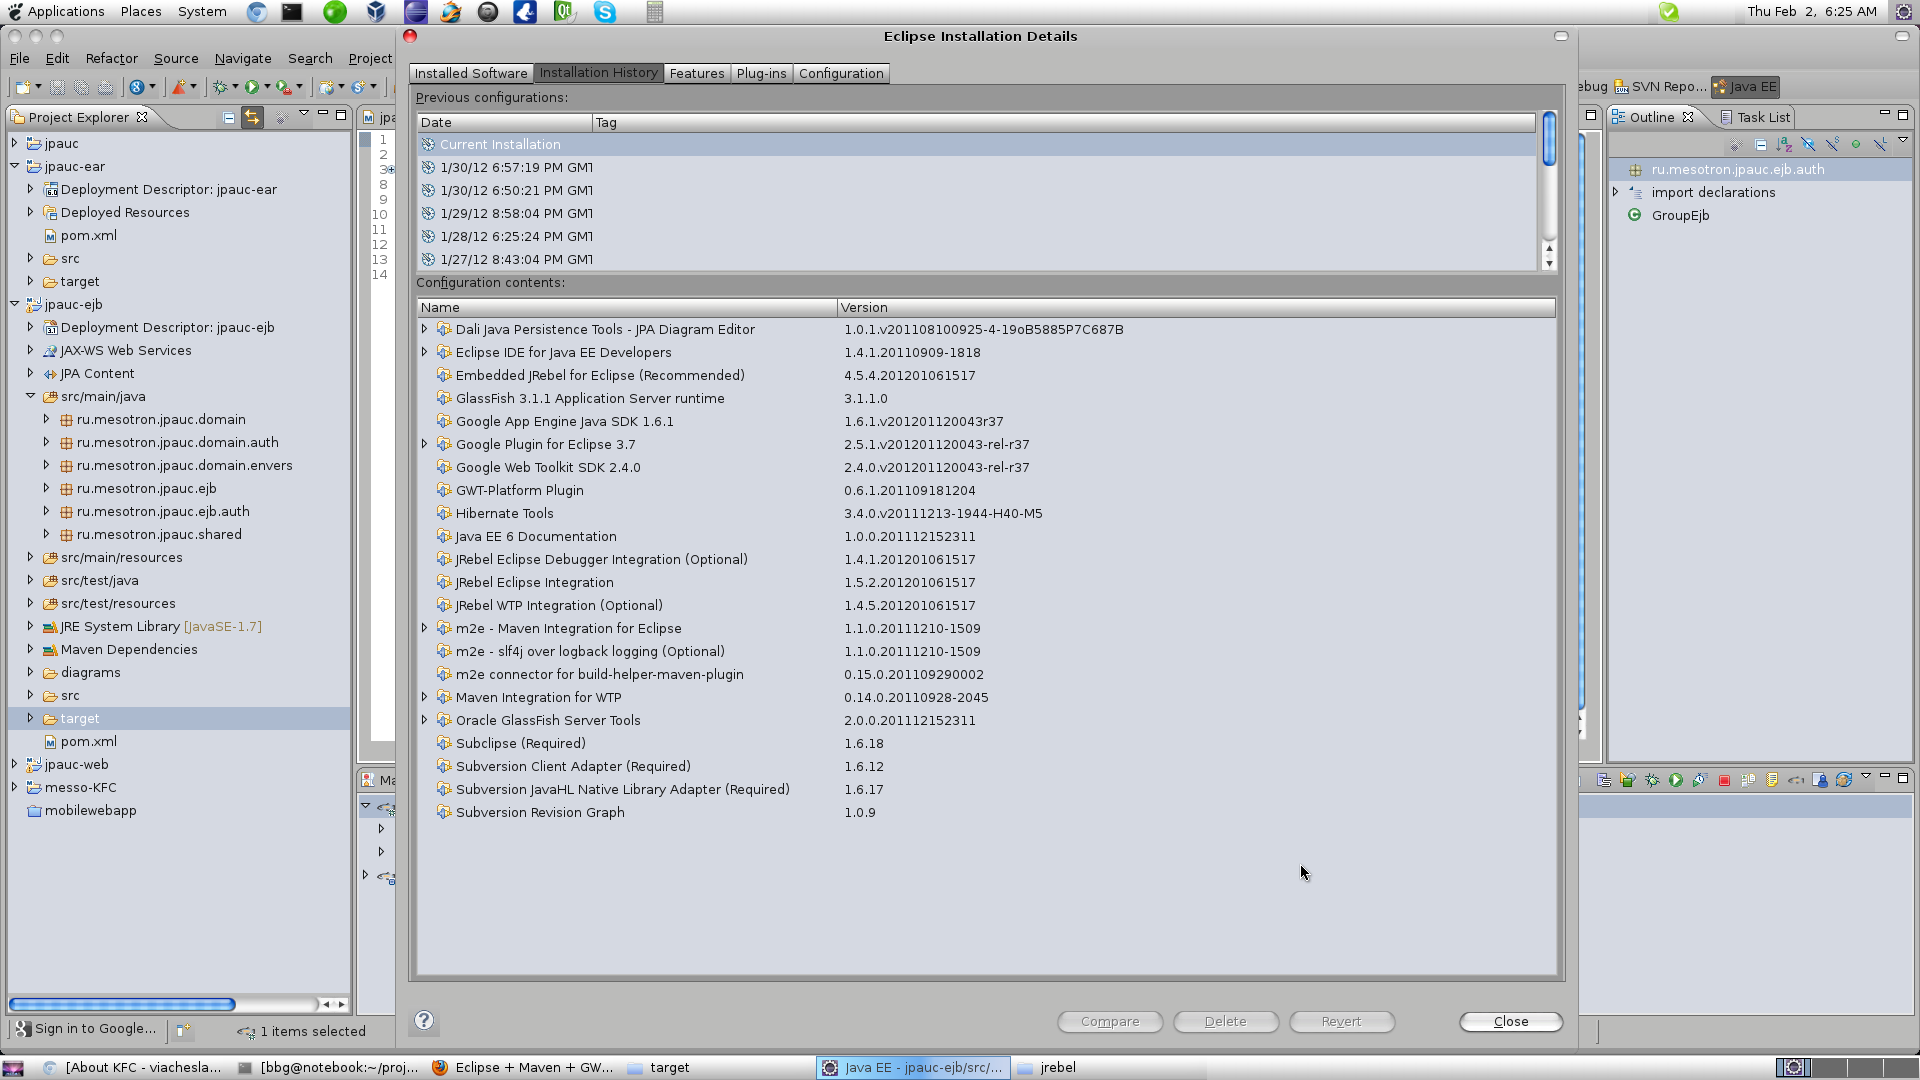 Applications Places System
Thu Feb 2, 6:25 AM
Eclipse Installation Details
File Edit Refactor Source Navigate Search Project
Installed Software Installation History Features Plug-ins Configuration
ebug SVN Repo... Java EE
Project Explorer
jpauc
jpauc-ear
Deployment Descriptor: jpauc-ear
Deployed Resources
pom.xml
src
target
jpauc-ejb
Deployment Descriptor: jpauc-ejb
JAX-WS Web Services
JPA Content
src/main/java
ru.mesotron.jpauc.domain
ru.mesotron.jpauc.domain.auth
ru.mesotron.jpauc.domain.envers
ru.mesotron.jpauc.ejb
ru.mesotron.jpauc.ejb.auth
ru.mesotron.jpauc.shared
src/main/resources
src/test/java
src/test/resources
JRE System Library [JavaSE-1.7]
Maven Dependencies
diagrams
src
target
pom.xml
jpauc-web
messo-KFC
mobilewebapp
jpa
1
2
3
8
9
10
11
12
13
14
Ma
Previous configurations:
Date Tag
Current Installation
1/30/12 6:57:19 PM GMT
1/30/12 6:50:21 PM GMT
1/29/12 8:58:04 PM GMT
1/28/12 6:25:24 PM GMT
1/27/12 8:43:04 PM GMT
Configuration contents:
Name Version
Dali Java Persistence Tools - JPA Diagram Editor 1.0.1.v201108100925-4-19oB5885P7C687B
Eclipse IDE for Java EE Developers 1.4.1.20110909-1818
Embedded JRebel for Eclipse (Recommended) 4.5.4.201201061517
GlassFish 3.1.1 Application Server runtime 3.1.1.0
Google App Engine Java SDK 1.6.1 1.6.1.v201201120043r37
Google Plugin for Eclipse 3.7 2.5.1.v201201120043-rel-r37
Google Web Toolkit SDK 2.4.0 2.4.0.v201201120043-rel-r37
GWT-Platform Plugin 0.6.1.201109181204
Hibernate Tools 3.4.0.v20111213-1944-H40-M5
Java EE 6 Documentation 1.0.0.201112152311
JRebel Eclipse Debugger Integration (Optional) 1.4.1.201201061517
JRebel Eclipse Integration 1.5.2.201201061517
JRebel WTP Integration (Optional) 1.4.5.201201061517
m2e - Maven Integration for Eclipse 1.1.0.20111210-1509
m2e - slf4j over logback logging (Optional) 1.1.0.20111210-1509
m2e connector for build-helper-maven-plugin 0.15.0.201109290002
Maven Integration for WTP 0.14.0.20110928-2045
Oracle GlassFish Server Tools 2.0.0.201112152311
Subclipse (Required) 1.6.18
Subversion Client Adapter (Required) 1.6.12
Subversion JavaHL Native Library Adapter (Required) 1.6.17
Subversion Revision Graph 1.0.9
Compare Delete Revert Close
Outline Task List
ru.mesotron.jpauc.ejb.auth
import declarations
GroupEjb
Sign in to Google... 1 items selected
[About KFC - viachesla... [bbg@notebook:~/proj... Eclipse + Maven + GW... target Java EE - jpauc-ejb/src/... jrebel